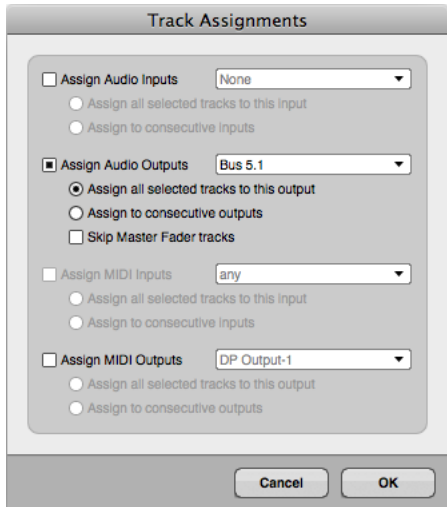 Track Assignments
Assign Audio Inputs None
Assign all selected tracks to this input
Assign to consecutive inputs
Assign Audio Outputs Bus 5.1
Assign all selected tracks to this output
Assign to consecutive outputs
Skip Master Fader tracks
Assign MIDI Inputs any
Assign all selected tracks to this input
Assign to consecutive inputs
Assign MIDI Outputs DP Output-1
Assign all selected tracks to this output
Assign to consecutive outputs
Cancel OK